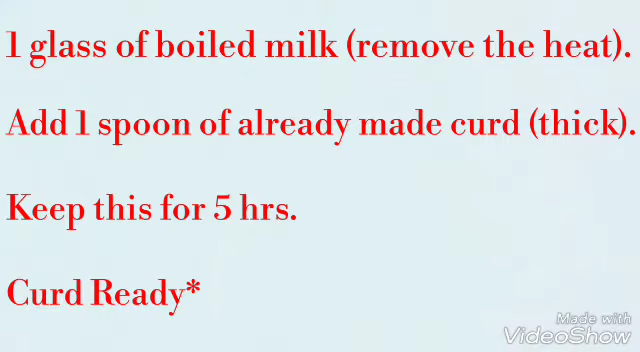 1 glass of boiled milk (remove the heat).
Add 1 spoon of already made curd (thick).
Keep this for 5 hrs.
Curd Ready*
Made with
VideoShow